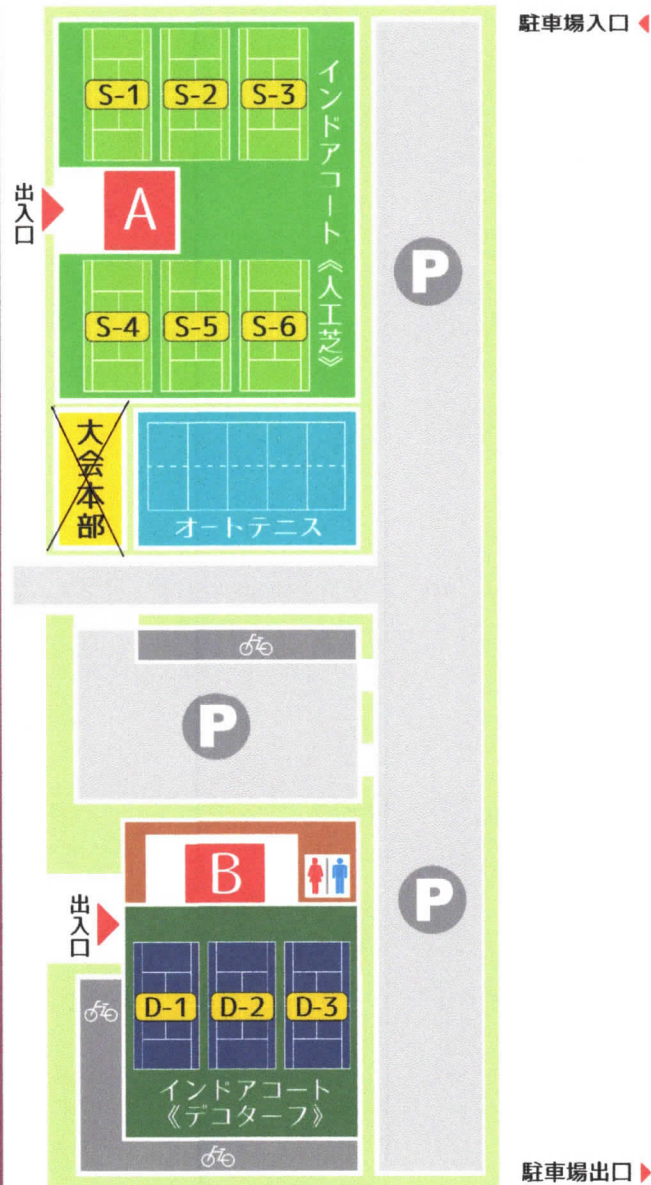 駐車場入口
S-1
S-2
S-3
インドアコート《人工芝》
出入口
A
P
S-4
S-5
S-6
大会本部
オートテニス
P
B
P
出入口
D-1
D-2
D-3
インドアコート
《デコターフ》
駐車場出口